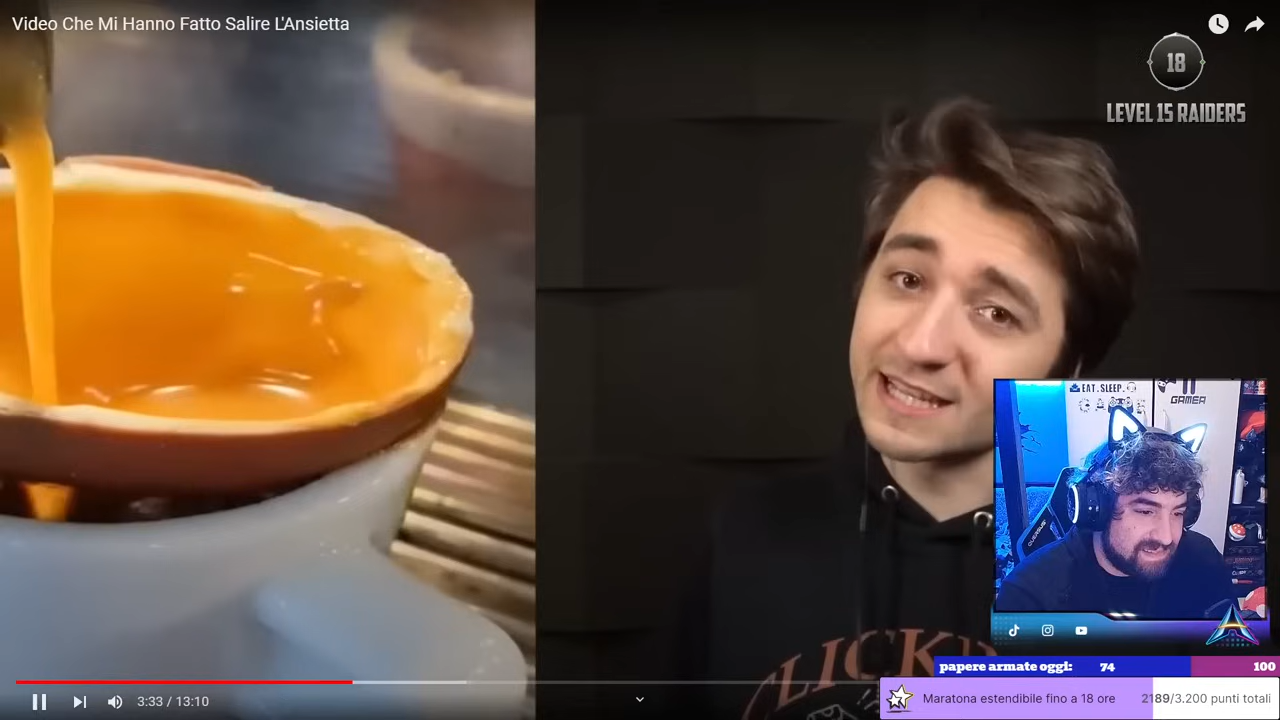 Video Che Mi Hanno Fatto Salire L'Ansietta
18
LEVEL 15 RAIDERS
EAT.SLEEP.
GAMER
papere armate oggi: 74 100
Maratona estendibile fino a 18 ore 2189/3.200 punti totali
3:33 / 13:10